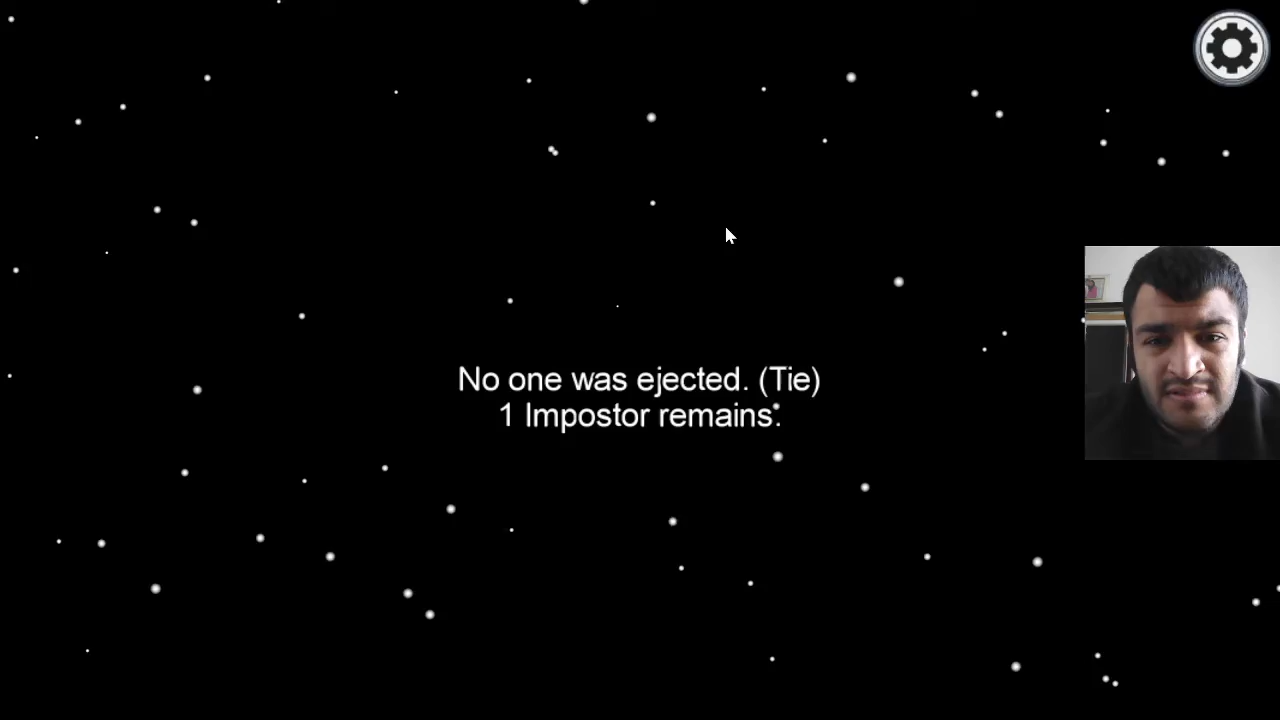 No one was ejected. (Tie)
1 Impostor remains.